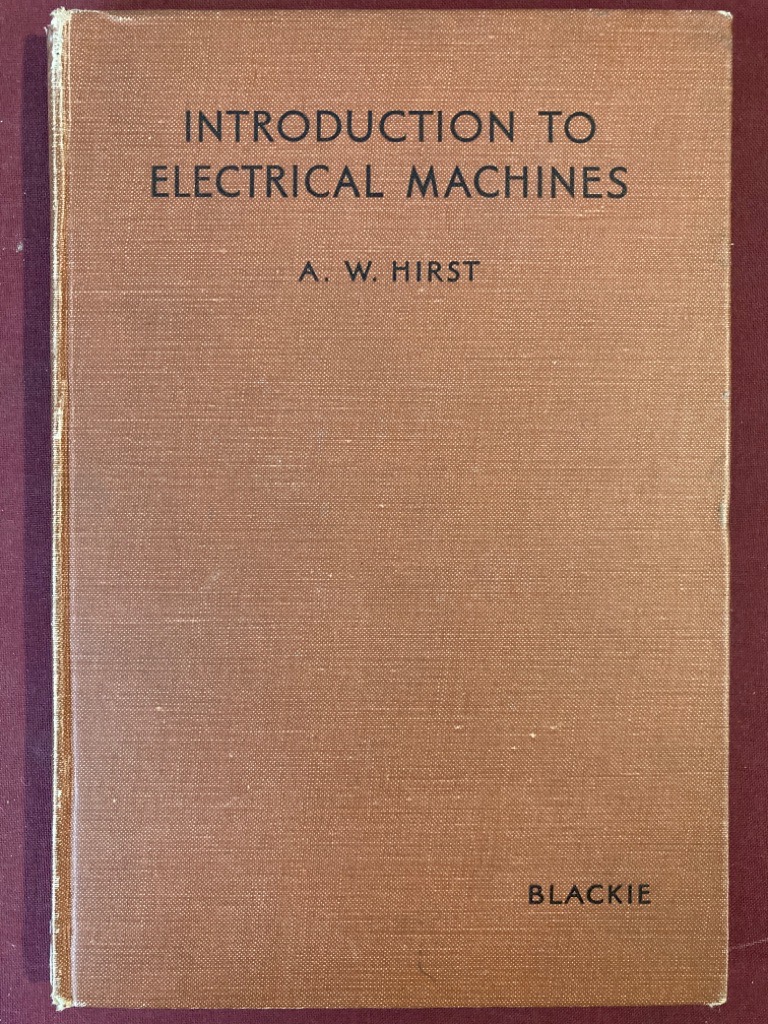 INTRODUCTION TO
ELECTRICAL MACHINES
A. W. HIRST
BLACKIE